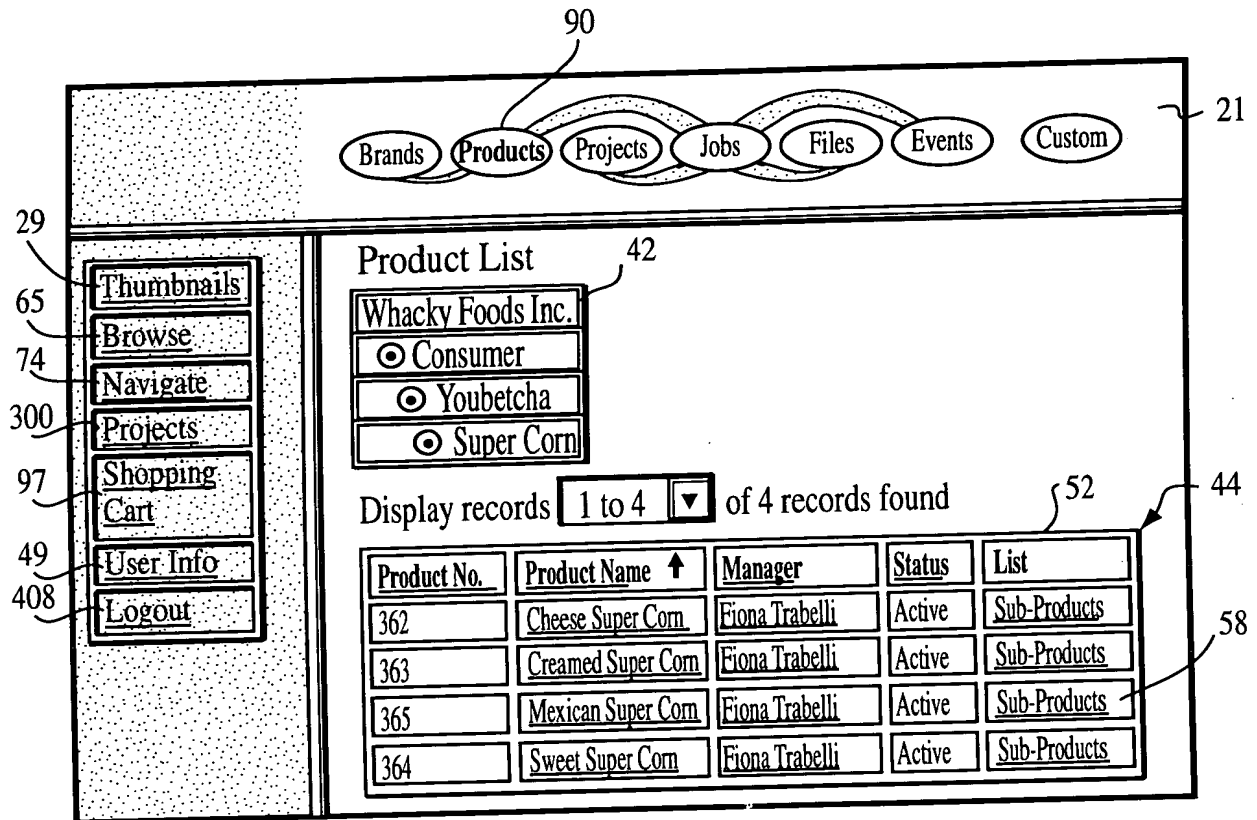 90
21
Brands Products Projects Jobs Files Events Custom
29
65
74
300
97
49
408
Thumbnails
Browse
Navigate
Projects
Shopping
Cart
User Info
Logout
Product List
42
Whacky Foods Inc.
Consumer
Youbetcha
Super Corn
Display records 1 to 4 of 4 records found
52
44
Product No. Product Name Manager Status List
362 Cheese Super Corn Fiona Trabelli Active Sub-Products
363 Creamed Super Corn Fiona Trabelli Active Sub-Products
58
365 Mexican Super Corn Fiona Trabelli Active Sub-Products
364 Sweet Super Corn Fiona Trabelli Active Sub-Products